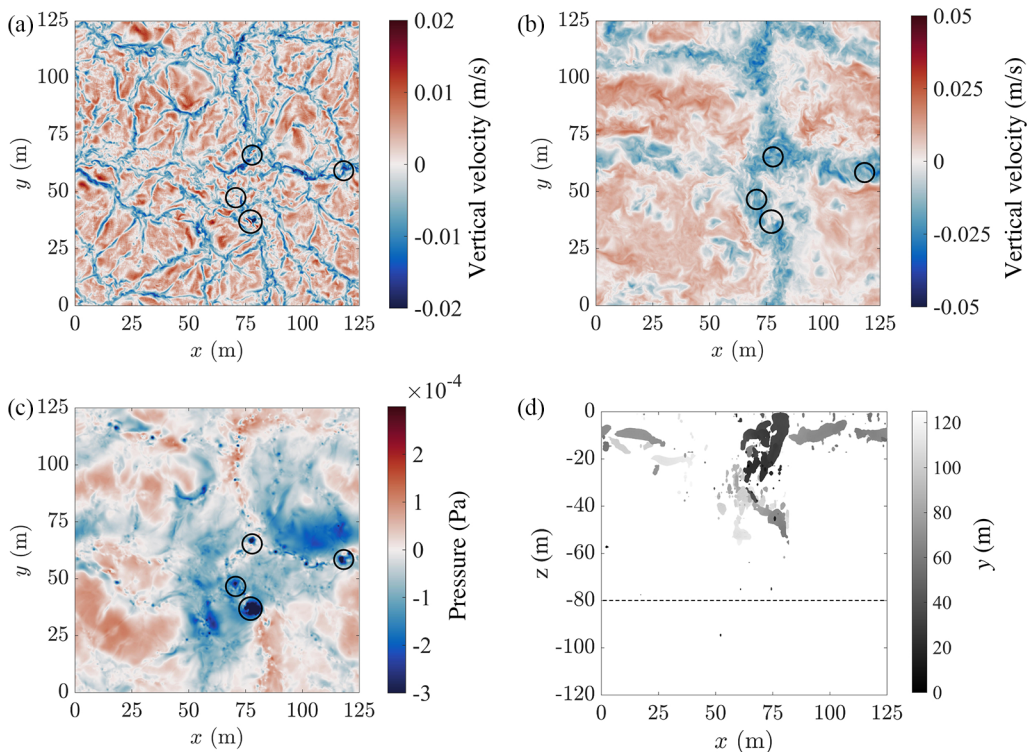 (a)
125
100
75
50
25
0
y (m)
0 25 50 75 100 125
x (m)
0.02
0.01
0
-0.01
-0.02
Vertical velocity (m/s)
(b)
125
100
75
50
25
0
y (m)
0 25 50 75 100 125
x (m)
0.05
0.025
0
-0.025
-0.05
Vertical velocity (m/s)
(c)
125
100
75
50
25
0
y (m)
0 25 50 75 100 125
x (m)
×10-4
2
1
0
-1
-2
-3
Pressure (Pa)
(d)
0
-20
-40
-60
-80
-100
-120
z (m)
0 25 50 75 100 125
x (m)
120
100
80
60
40
20
0
y (m)